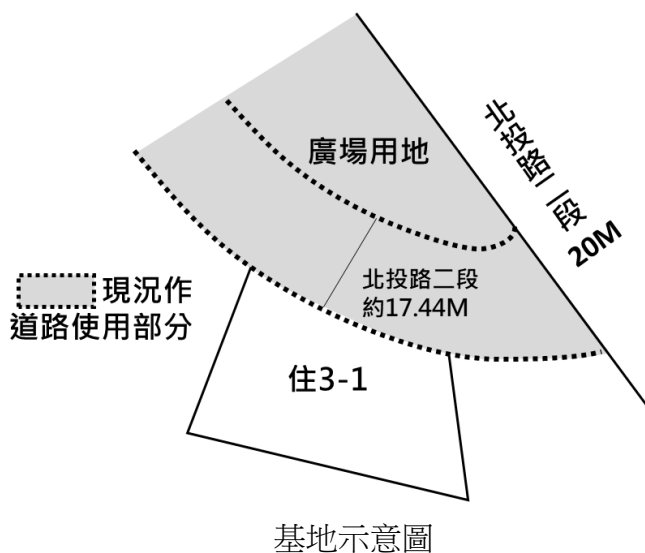 廣場用地
北投路二段
20M
北投路二段
約17.44M
現況作
道路使用部分
住3-1
基地示意圖